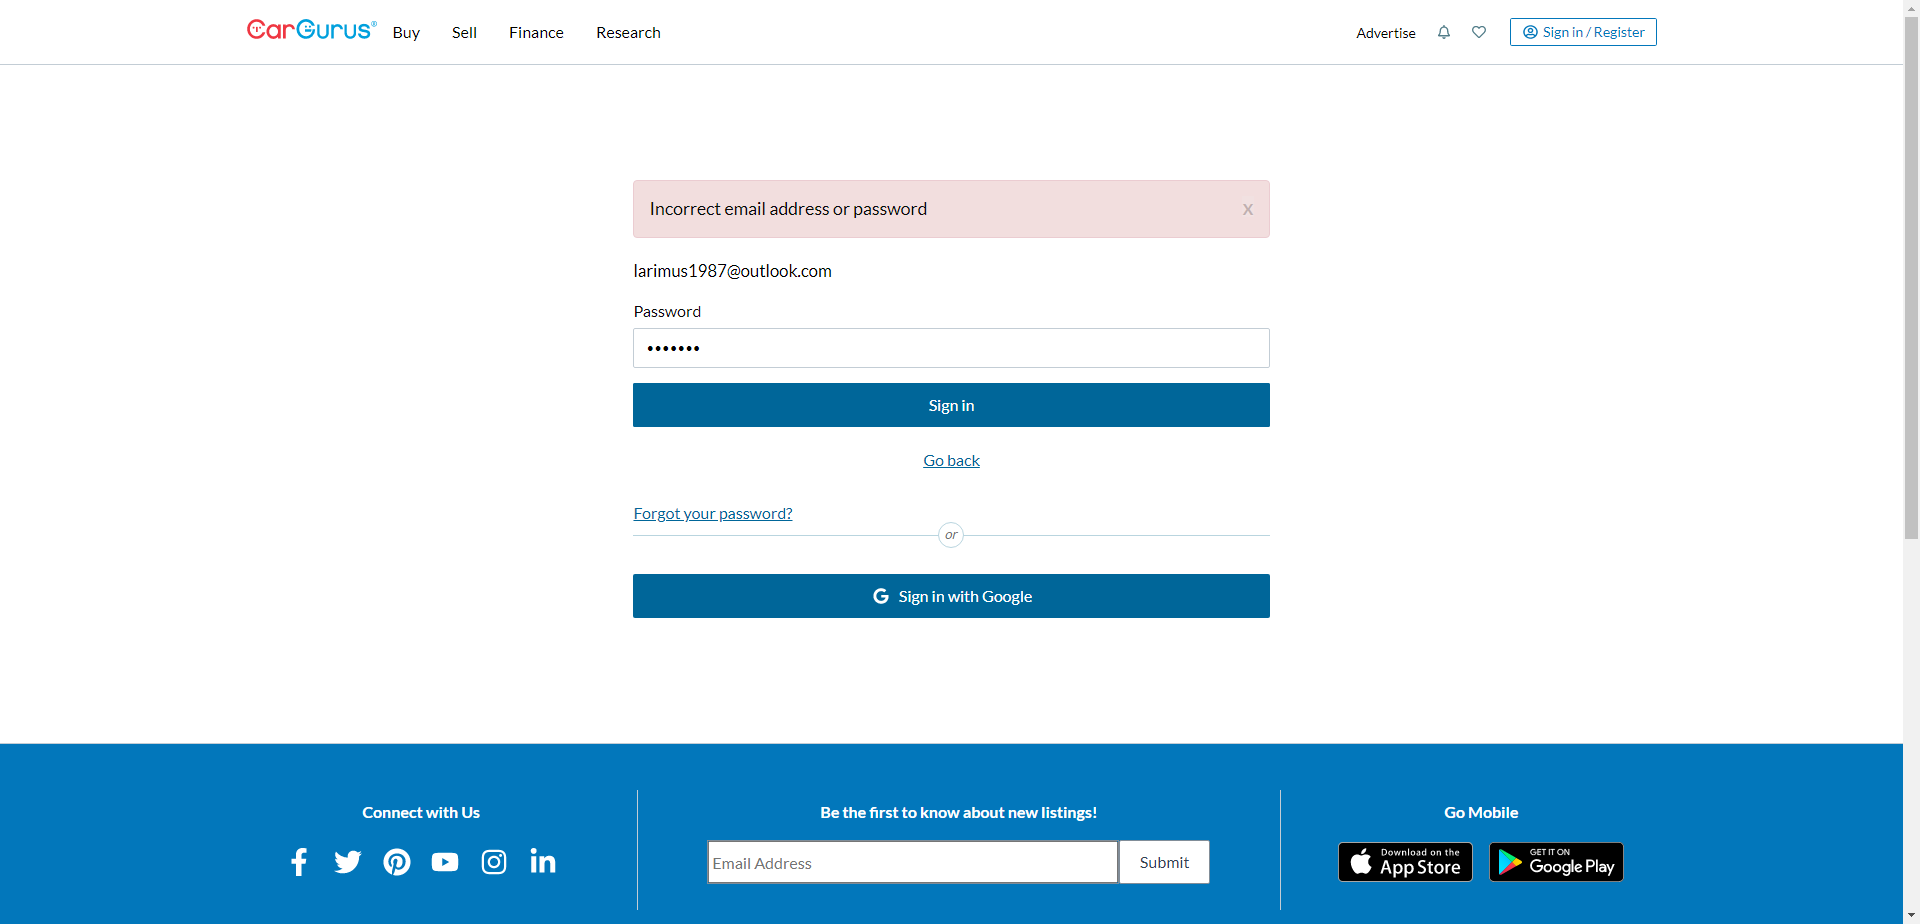 CarGurus®
Buy
Sell
Finance
Research
Advertise
Sign in / Register
Incorrect email address or password
x
larimus1987@outlook.com
Password
•••••••
Sign in
Go back
Forgot your password?
or
G Sign in with Google
Connect with Us
Be the first to know about new listings!
Email Address
Submit
Go Mobile
Download on the
App Store
GET IT ON
Google Play